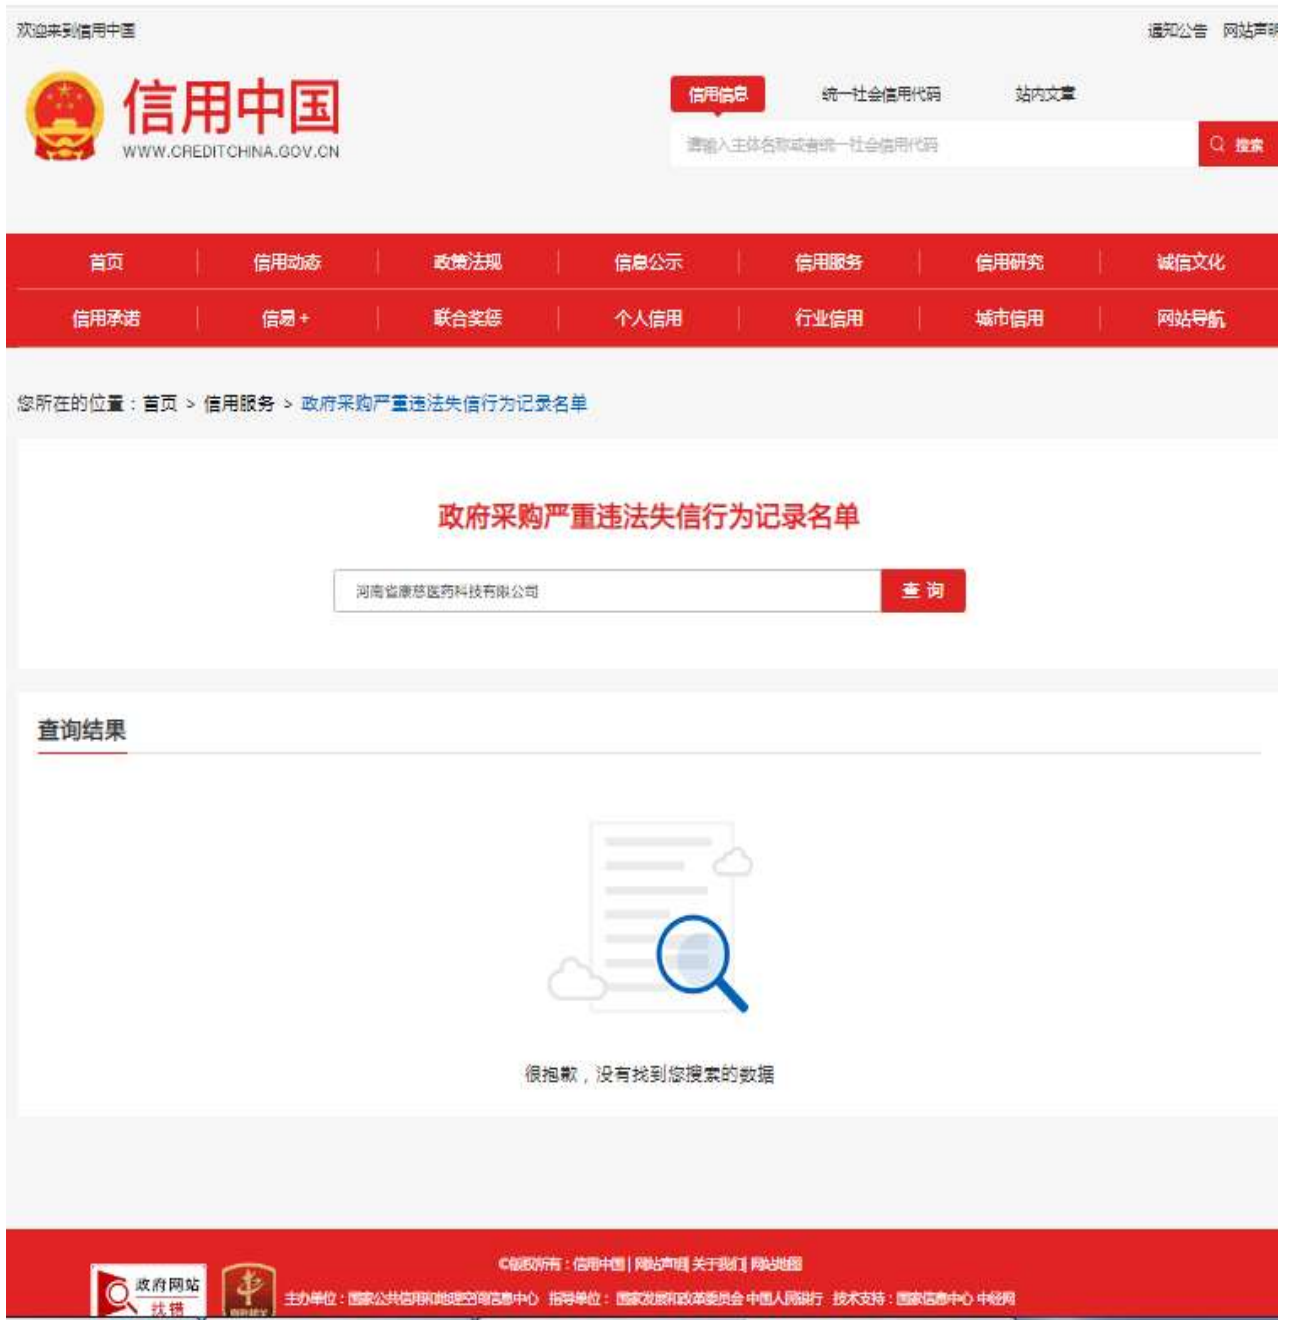 欢迎来到信用中国
通知公告 网站声明
信用中国
WWW.CREDITCHINA.GOV.CN
信用信息 统一社会信用代码 站内文章
请输入主体名称或者统一社会信用代码
搜索
首页 信用动态 政策法规 信息公示 信用服务 信用研究 诚信文化
信用承诺 信易+ 联合奖惩 个人信用 行业信用 城市信用 网站导航
您所在的位置：首页 > 信用服务 > 政府采购严重违法失信行为记录名单
政府采购严重违法失信行为记录名单
河南省康慈医药科技有限公司
查询
查询结果
很抱歉，没有找到您搜索的数据
©版权所有：信用中国 | 网站声明 | 关于我们 | 网站地图
政府网站
找错
主办单位：国家公共信用和地理空间信息中心 指导单位：国家发展和改革委员会 中国人民银行 技术支持：国家信息中心 中经网